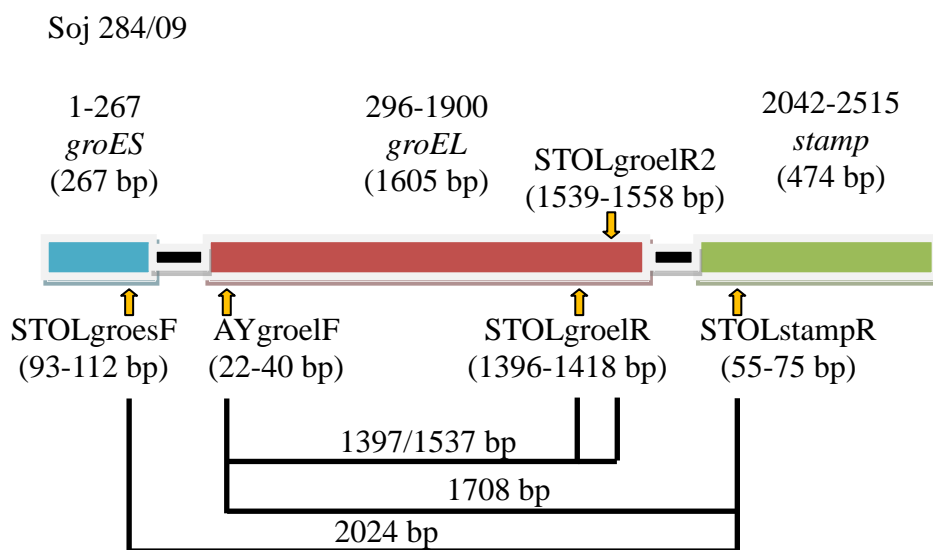 Soj 284/09
1-267
groES
(267 bp)
296-1900
groEL
(1605 bp)
STOLgroelR2
(1539-1558 bp)
2042-2515
stamp
(474 bp)
STOLgroesF
(93-112 bp)
AYgroelF
(22-40 bp)
STOLgroelR
(1396-1418 bp)
STOLstampR
(55-75 bp)
1397/1537 bp
1708 bp
2024 bp